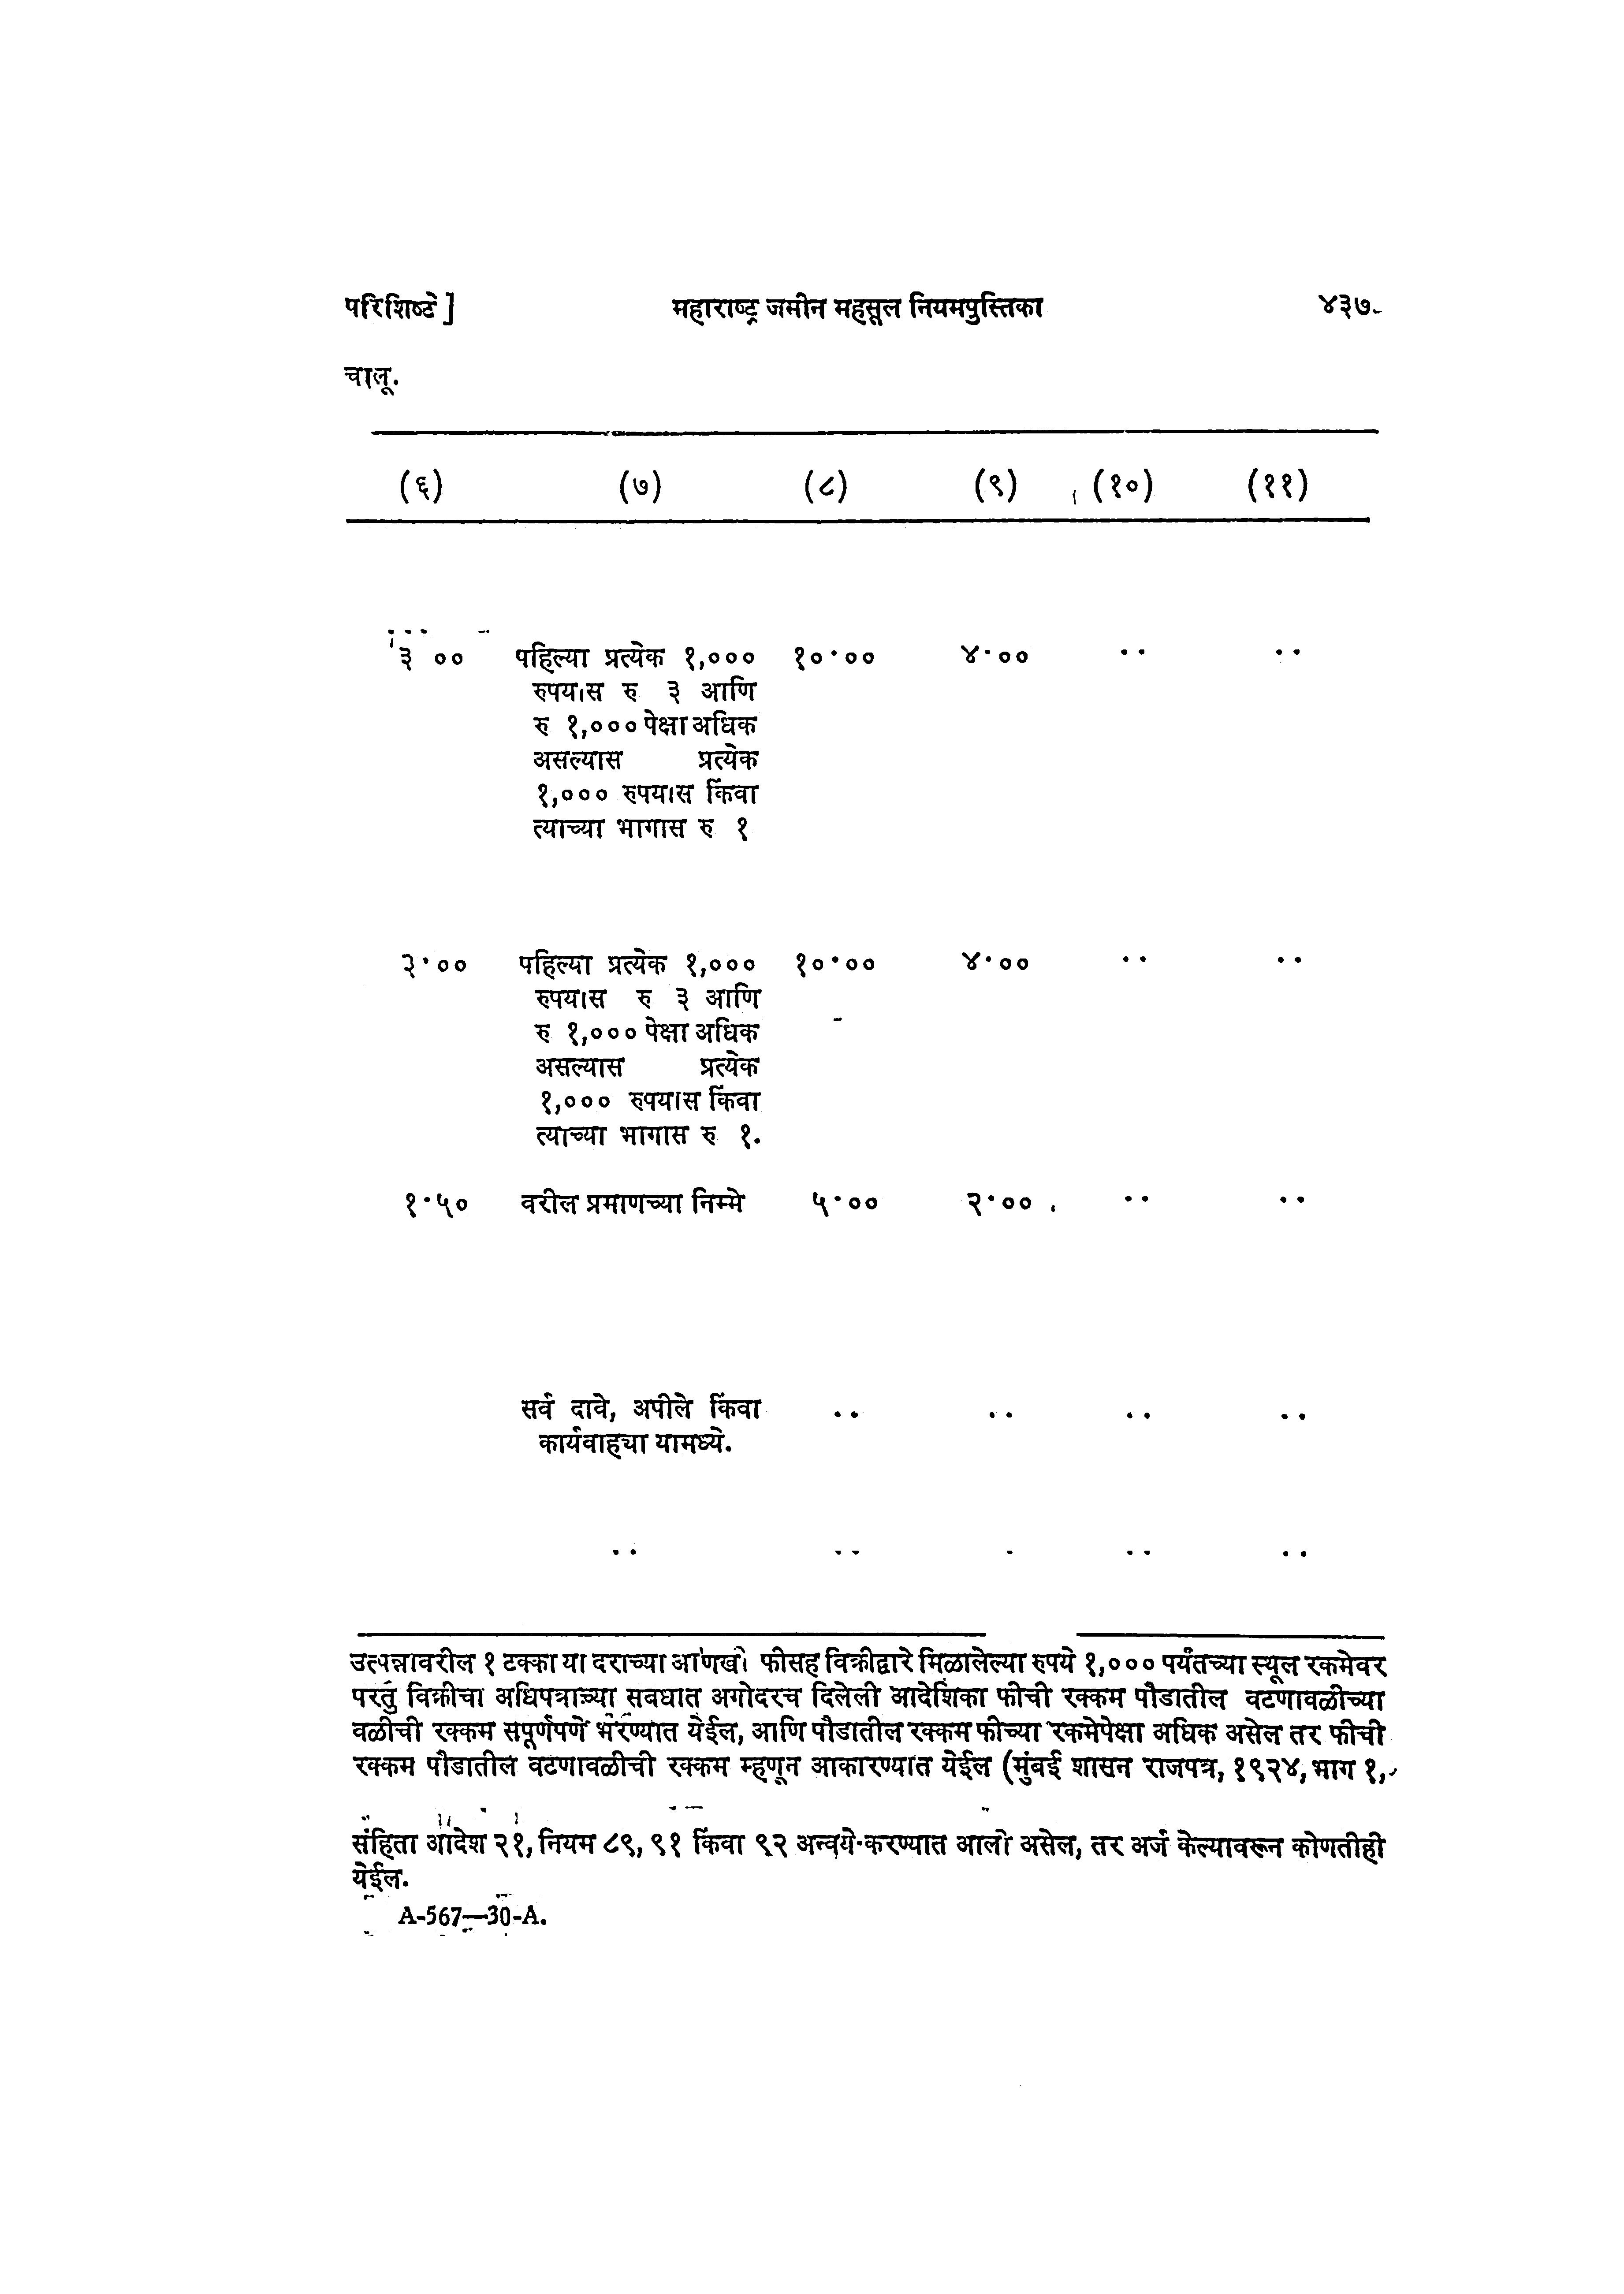 परिशिष्टे] महाराष्ट्र जमीन महसूल नियमपुस्तिका ४३७
चालू.
(६) (७) (८) (९) (१०) (११)
३ ०० पहिल्या प्रत्येक १,००० १०·०० ४·०० .. ..
रुपयास रु ३ आणि
रु १,००० पेक्षा अधिक
असल्यास प्रत्येक
१,००० रुपयास किंवा
त्याच्या भागास रु १
३·०० पहिल्या प्रत्येक १,००० १०·०० ४·०० .. ..
रुपयास रु ३ आणि
रु १,००० पेक्षा अधिक
असल्यास प्रत्येक
१,००० रुपयास किंवा
त्याच्या भागास रु १.
१·५० वरील प्रमाणच्या निम्मे ५·०० २·०० .. ..
सर्व दावे, अपीले किंवा .. .. .. ..
कार्यवाह्या यामध्ये.
.. .. . .. ..
उत्पन्नावरील १ टक्का या दराच्या आणखी फीसह विक्रीद्वारे मिळालेल्या रुपये १,००० पर्यंतच्या स्थूल रकमेवर
परतु विक्रीचा अधिपत्राच्या सबधात अगोदरच दिलेली आदेशिका फीची रक्कम पौडातील वटणावळीच्या
वळीची रक्कम सपूर्णपणे भरण्यात येईल, आणि पौडातील रक्कम फीच्या रकमेपेक्षा अधिक असेल तर फीची
रक्कम पौडातील वटणावळीची रक्कम म्हणून आकारण्यात येईल (मुंबई शासन राजपत्र, १९२४, भाग १,
संहिता आदेश २१, नियम ८९, ९१ किंवा ९२ अन्वये करण्यात आलो असेल, तर अर्ज केल्यावरून कोणतीही
येईल.
A-567—30-A.